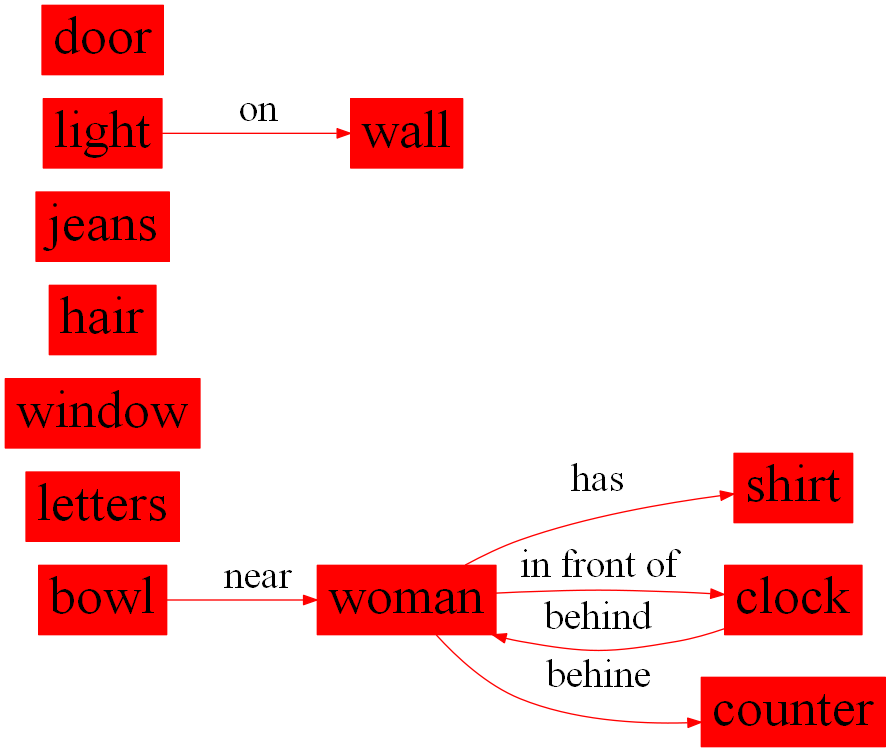 door
light
on
wall
jeans
hair
window
letters
has
shirt
bowl
near
woman
in front of
clock
behind
behine
counter